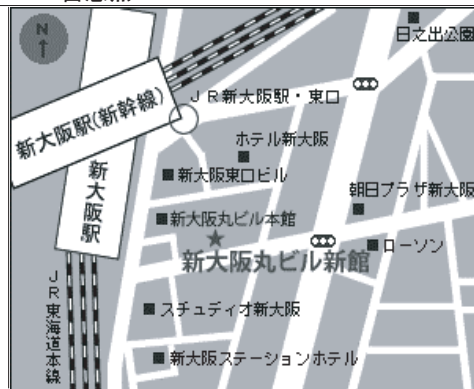 N
日之出公園
JR新大阪駅・東口
新大阪駅(新幹線)
ホテル新大阪
新大阪駅
新大阪東口ビル
朝日プラザ新大阪
新大阪丸ビル本館
ローソン
新大阪丸ビル新館
JR東海道本線
スチュディオ新大阪
新大阪ステーションホテル